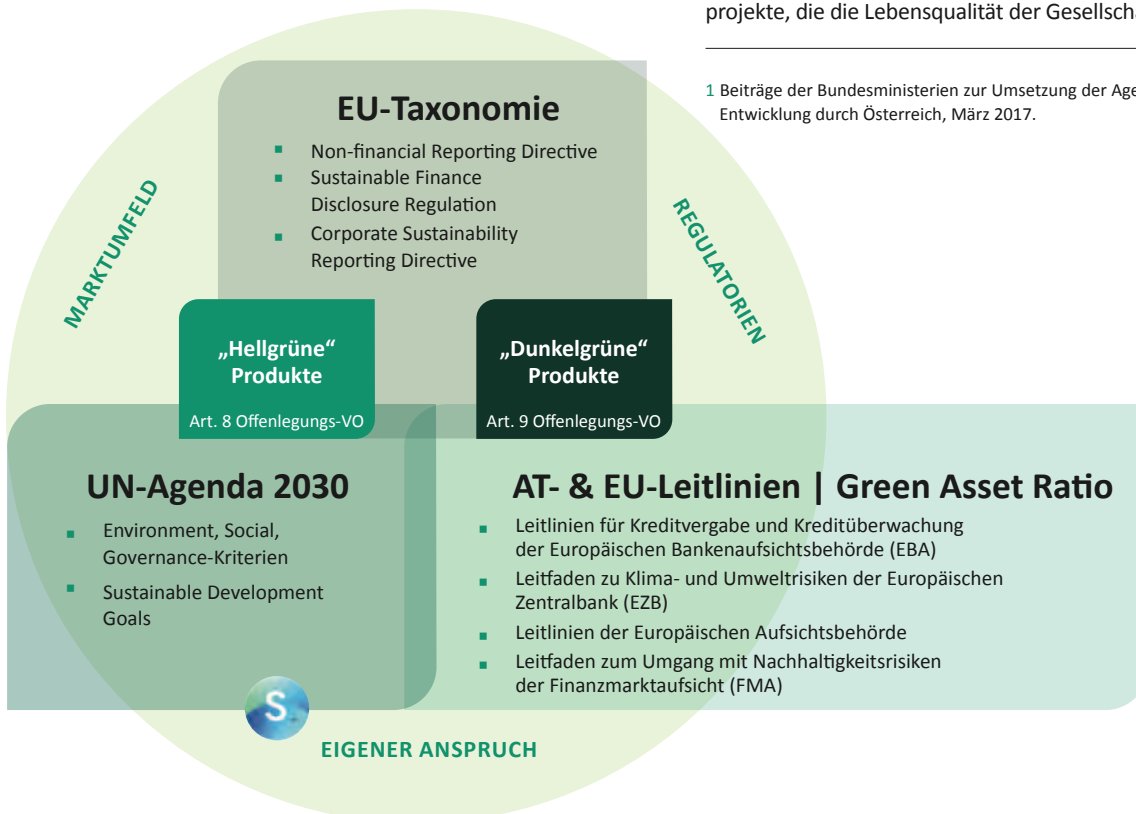 projekte, die die Lebensqualität der
1 Beiträge der Bundesministerien zur Umsetzung der
Entwicklung durch Österreich, März 2017.
EU-Taxonomie
▪ Non-financial Reporting Directive
▪ Sustainable Finance
Disclosure Regulation
▪ Corporate Sustainability
Reporting Directive
MARKTUMFELD
REGULATORIEN
„Hellgrüne“
Produkte
Art. 8 Offenlegungs-VO
„Dunkelgrüne“
Produkte
Art. 9 Offenlegungs-VO
UN-Agenda 2030
▪ Environment, Social,
Governance-Kriterien
▪ Sustainable Development
Goals
AT- & EU-Leitlinien | Green Asset Ratio
▪ Leitlinien für Kreditvergabe und Kreditüberwachung
der Europäischen Bankenaufsichtsbehörde (EBA)
▪ Leitfaden zu Klima- und Umweltrisiken der Europäischen
Zentralbank (EZB)
▪ Leitlinien der Europäischen Aufsichtsbehörde
▪ Leitfaden zum Umgang mit Nachhaltigkeitsrisiken
der Finanzmarktaufsicht (FMA)
S
EIGENER ANSPRUCH